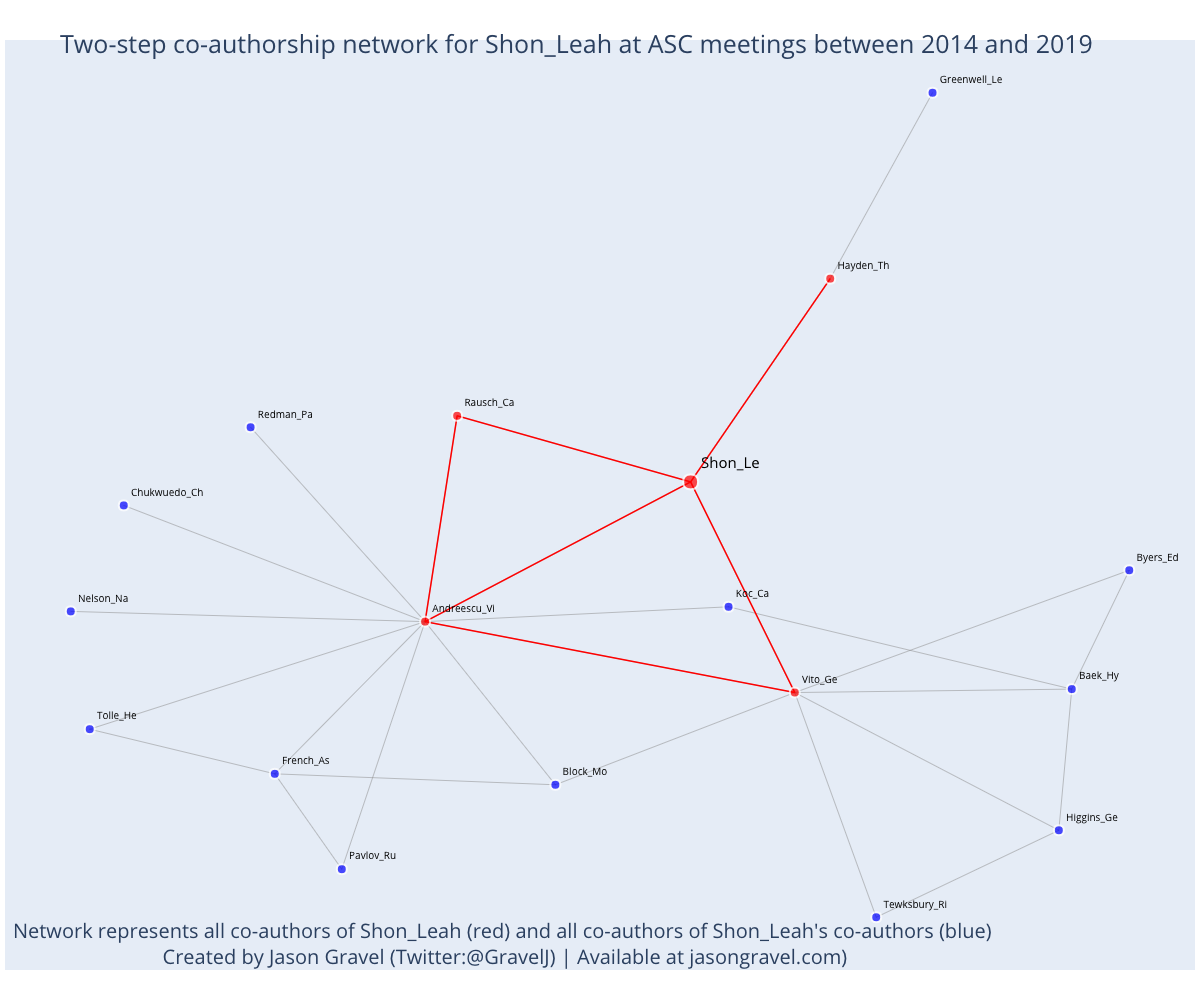 Two-step co-authorship network for Shon_Leah at ASC meetings between 2014 and 2019
Greenwell_Le
Hayden_Th
Rausch_Ca
Redman_Pa
Shon_Le
Chukwuedo_Ch
Byers_Ed
Koc_Ca
Nelson_Na
Andreescu_Vi
Baek_Hy
Vito_Ge
Tolle_He
French_As
Block_Mo
Higgins_Ge
Pavlov_Ru
Tewksbury_Ri
Network represents all co-authors of Shon_Leah (red) and all co-authors of Shon_Leah's co-authors (blue)
Created by Jason Gravel (Twitter:@GravelJ) | Available at jasongravel.com)